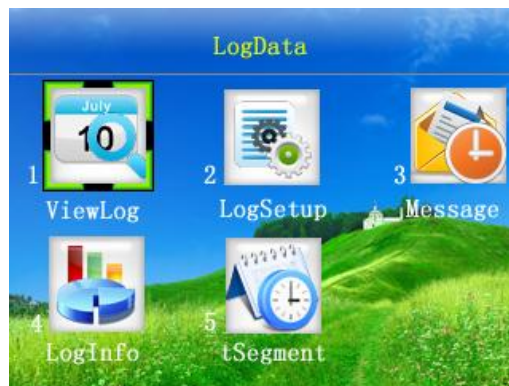 LogData
July
10
1
ViewLog
2
LogSetup
3
Message
4
LogInfo
5
tSegment